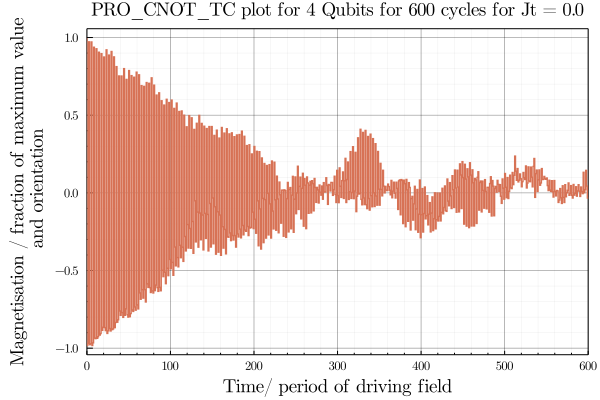 PRO_CNOT_TC plot for 4 Qubits for 600 cycles for Jt = 0.0
Magnetisation / fraction of maximum value
and orientation
1.0
0.5
0.0
−0.5
−1.0
0 100 200 300 400 500 600
Time/ period of driving field